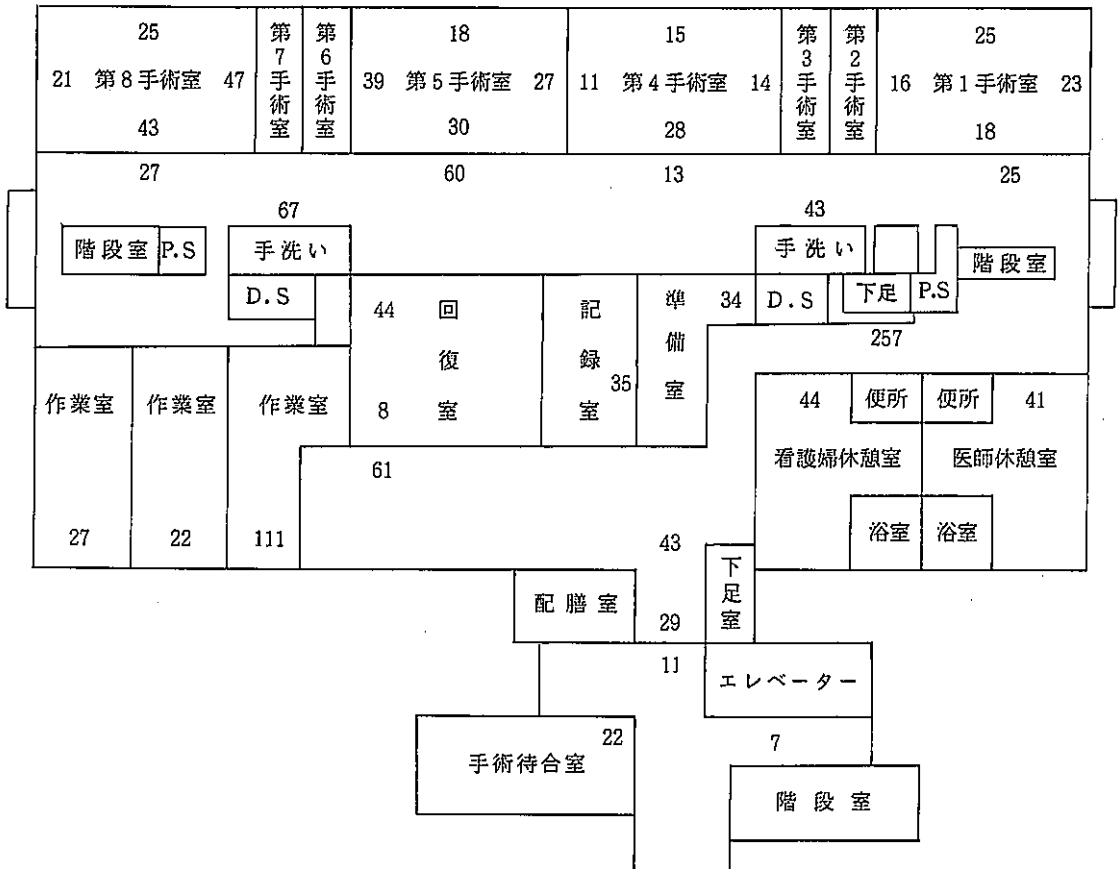 25
第7手術室
第6手術室
18
15
第3手術室
第2手術室
25
21 第8手術室 47
39 第5手術室 27
11 第4手術室 14
16 第1手術室 23
43
30
28
18
27
60
13
25
67
43
階段室
P.S
手洗い
手洗い
階段室
D.S
44
回復室
記録室
準備室
34
D.S
下足
P.S
257
35
8
作業室
作業室
作業室
44
便所
便所
41
看護婦休憩室
医師休憩室
61
27
22
111
浴室
浴室
43
下足室
配膳室
29
11
エレベーター
22
手術待合室
7
階段室